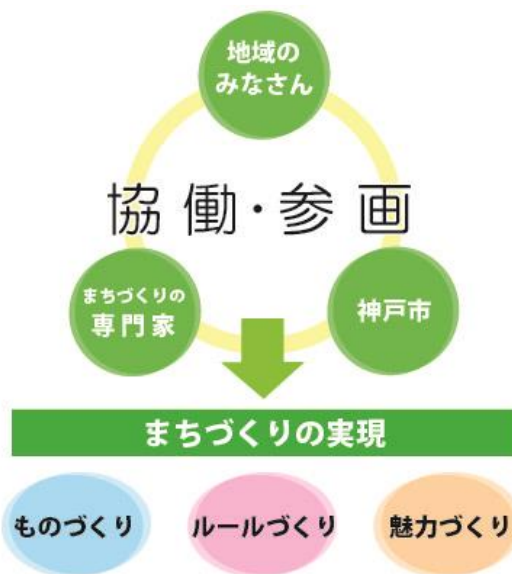 地域の
みなさん
協働・参画
まちづくりの
専門家
神戸市
まちづくりの実現
ものづくり
ルールづくり
魅力づくり